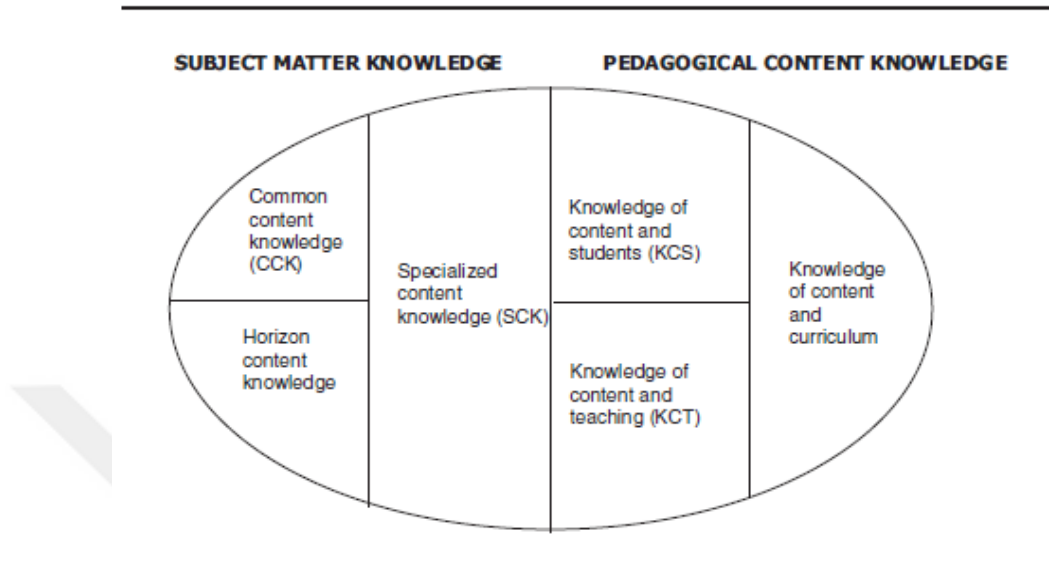 SUBJECT MATTER KNOWLEDGE
PEDAGOGICAL CONTENT KNOWLEDGE
Common
content
knowledge
(CCK)
Horizon
content
knowledge
Specialized
content
knowledge (SCK)
Knowledge of
content and
students (KCS)
Knowledge of
content and
teaching (KCT)
Knowledge
of content
and
curriculum